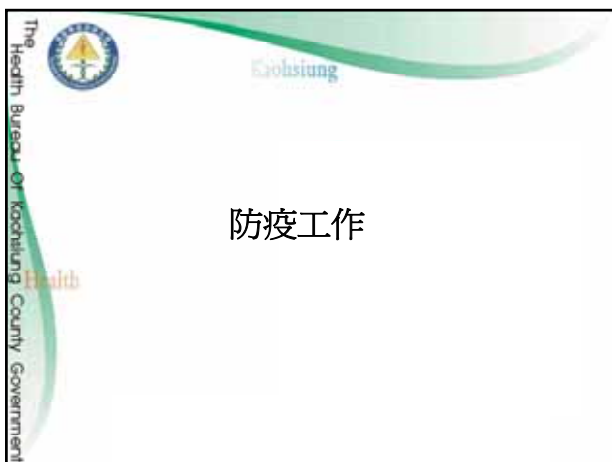 The Health Bureau Of Kaohsiung County Government
Kaohsiung
防疫工作
Health